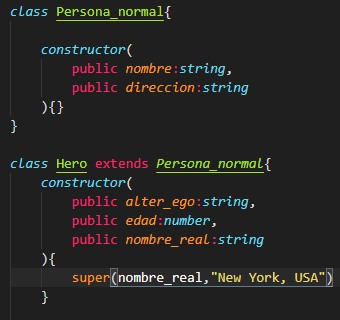 class Persona_normal{
constructor(
public nombre:string,
public direccion:string
){}
}
class Hero extends Persona_normal{
constructor(
public alter_ego:string,
public edad:number,
public nombre_real:string
){
super(nombre_real,"New York, USA")
}